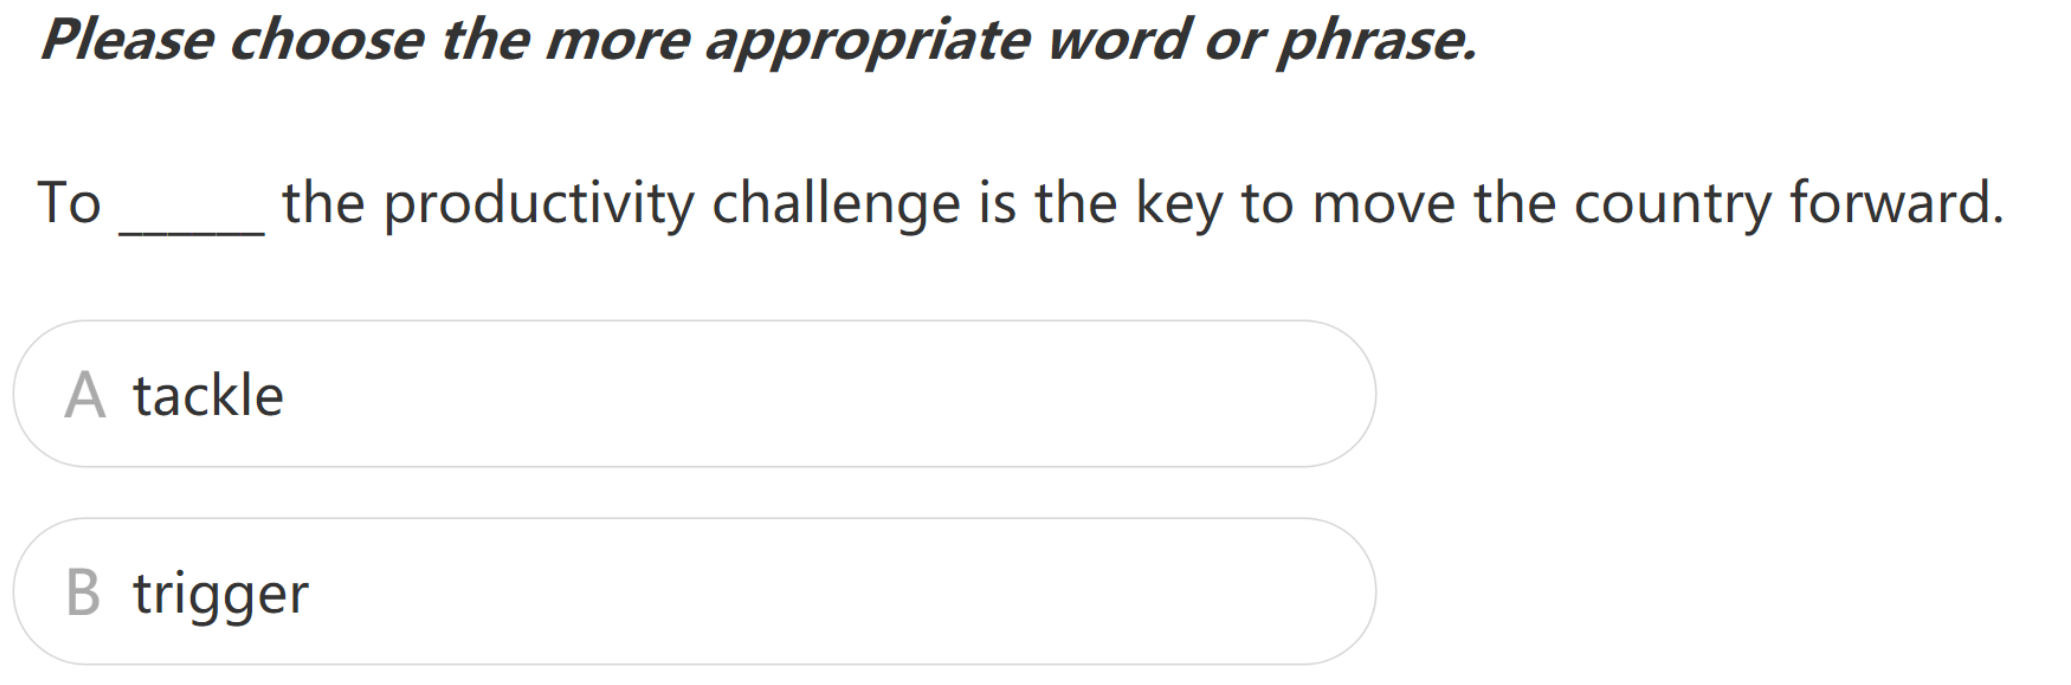 Please choose the more appropriate word or phrase.
To ______ the productivity challenge is the key to move the country forward.
A tackle
B trigger